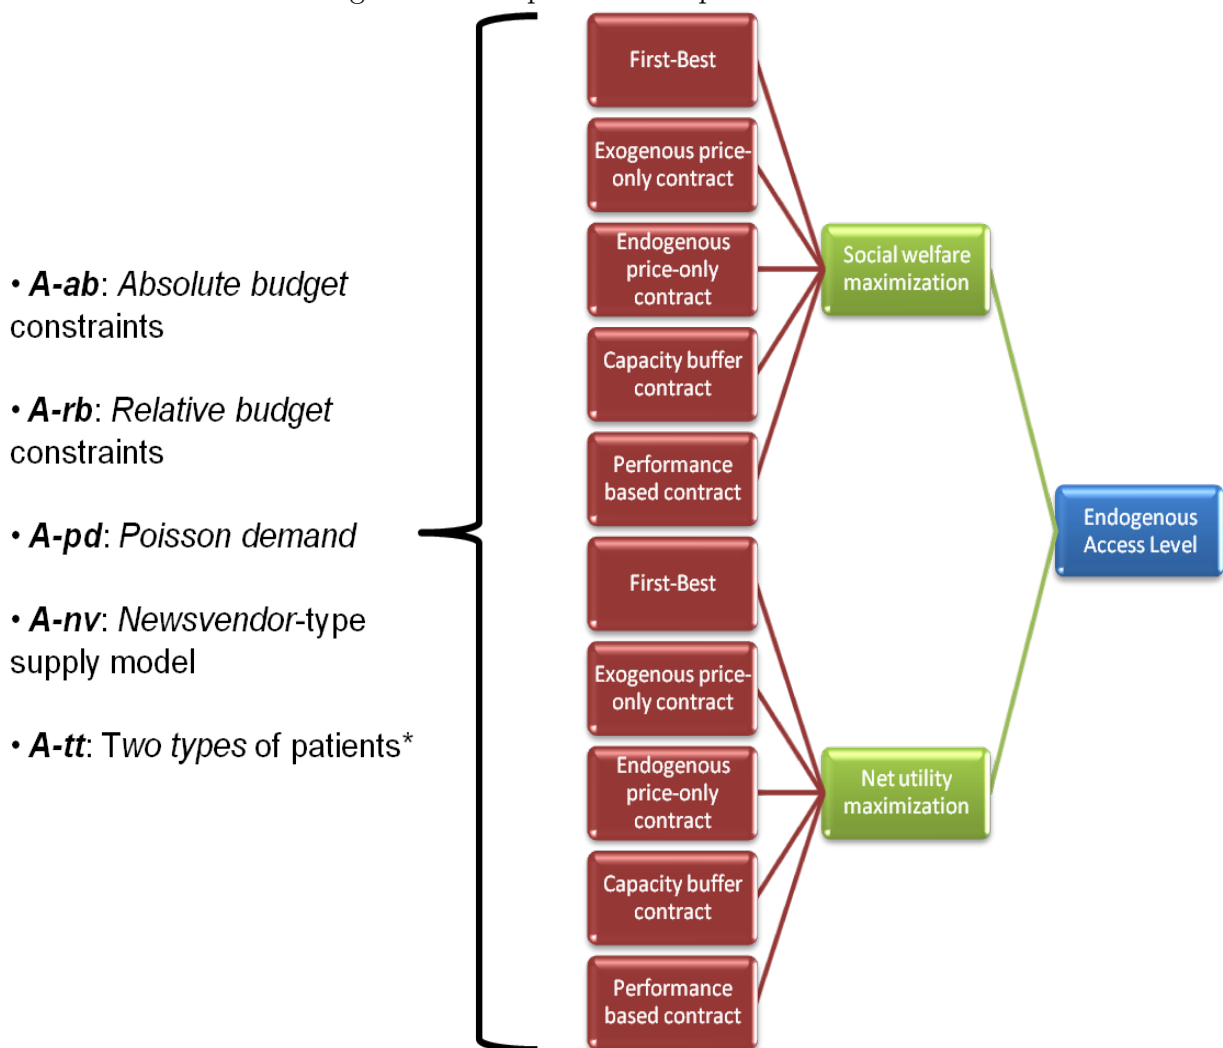 • A-ab: Absolute budget
constraints
• A-rb: Relative budget
constraints
• A-pd: Poisson demand
• A-nv: Newsvendor-type
supply model
• A-tt: Two types of patients*
First-Best
Exogenous price-
only contract
Endogenous
price-only
contract
Capacity buffer
contract
Performance
based contract
First-Best
Exogenous price-
only contract
Endogenous
price-only
contract
Capacity buffer
contract
Performance
based contract
Social welfare
maximization
Net utility
maximization
Endogenous
Access Level